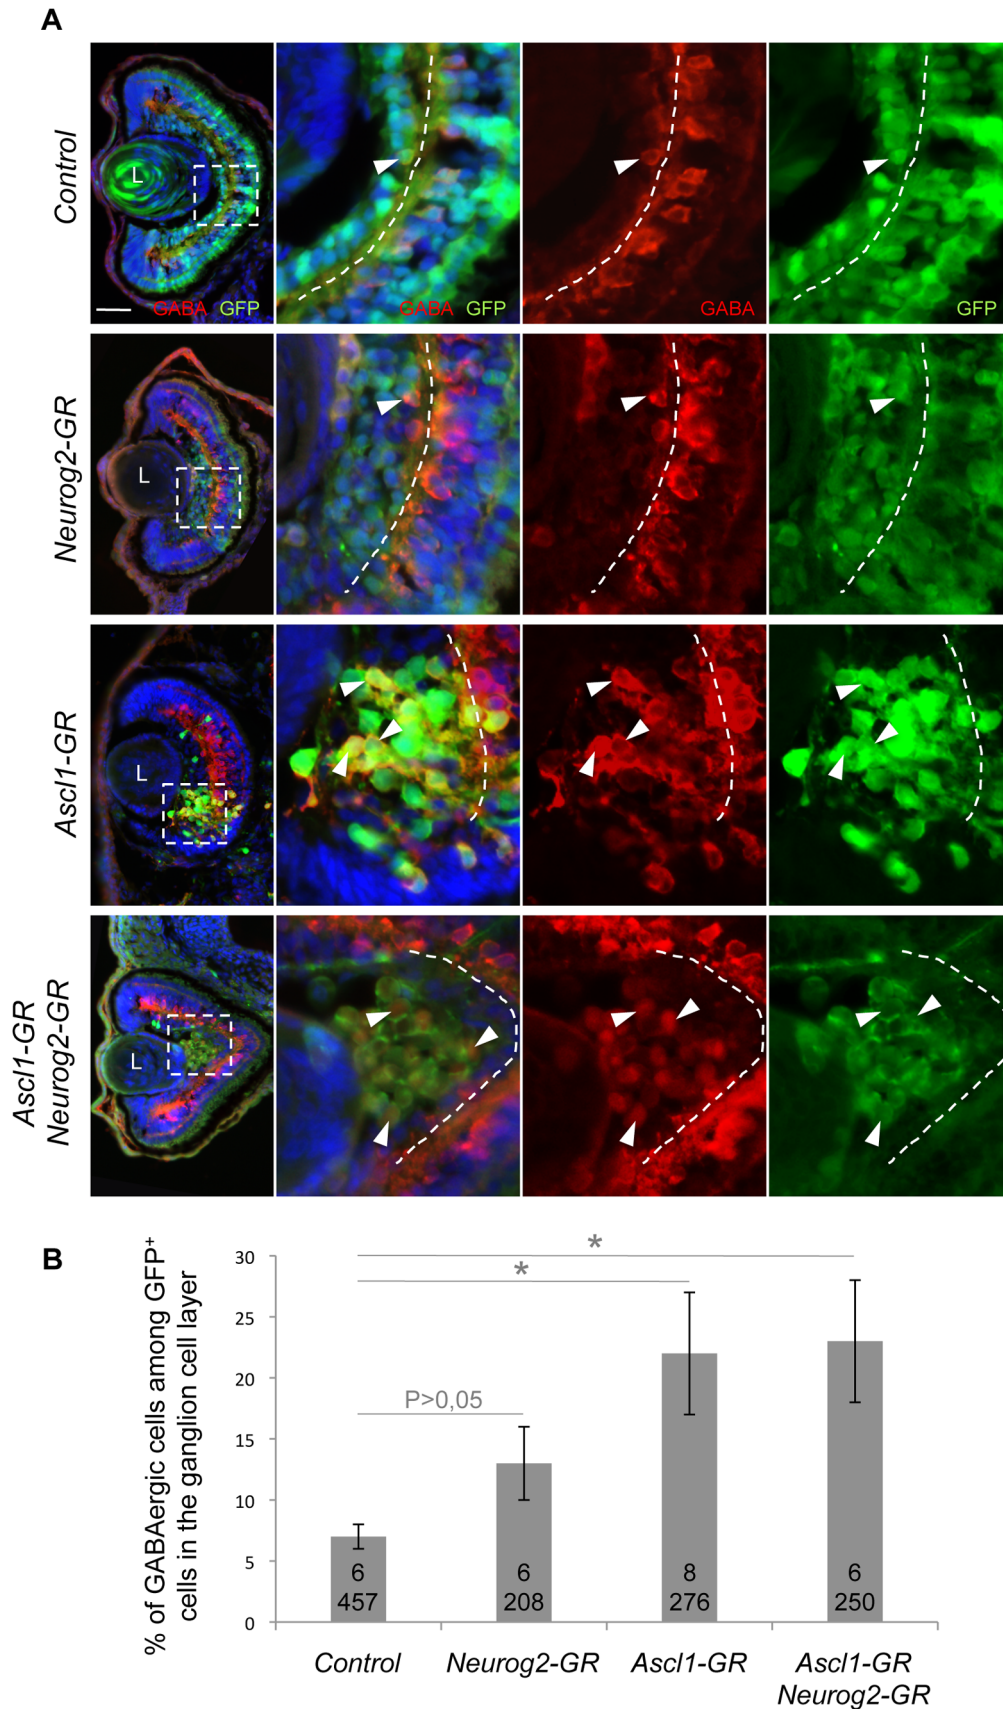 A
Control
L
GABA GFP
GABA GFP
GABA
GFP
Neurog2-GR
L
Ascl1-GR
L
Ascl1-GR
Neurog2-GR
L
B
% of GABAergic cells among GFP+
cells in the ganglion cell layer
30
25
20
15
10
5
0
*
*
P>0,05
6
457
6
208
8
276
6
250
Control
Neurog2-GR
Ascl1-GR
Ascl1-GR
Neurog2-GR